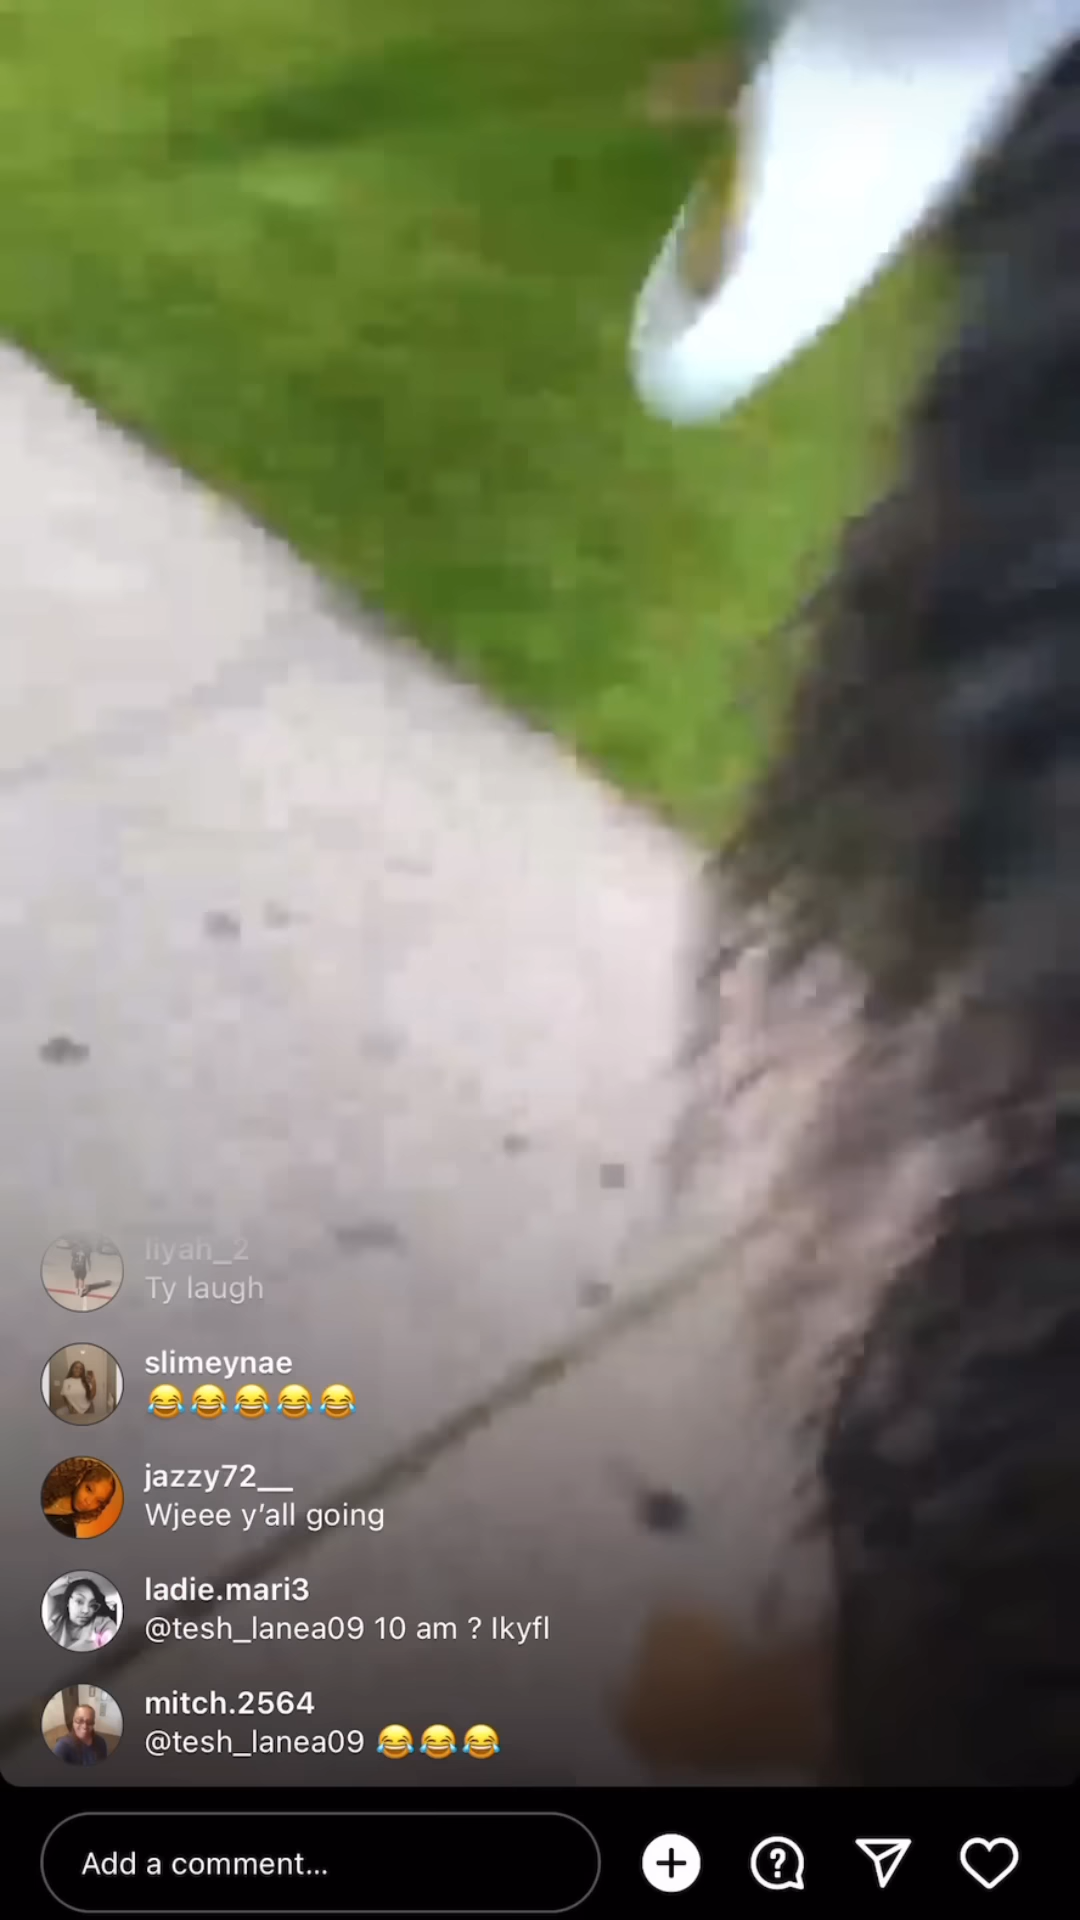 liyah_2
Ty laugh
slimeynae
😂😂😂😂😂
jazzy72__
Wjeee y’all going
ladie.mari3
@tesh_lanea09 10 am ? Ikyfl
mitch.2564
@tesh_lanea09 😂😂😂
Add a comment...